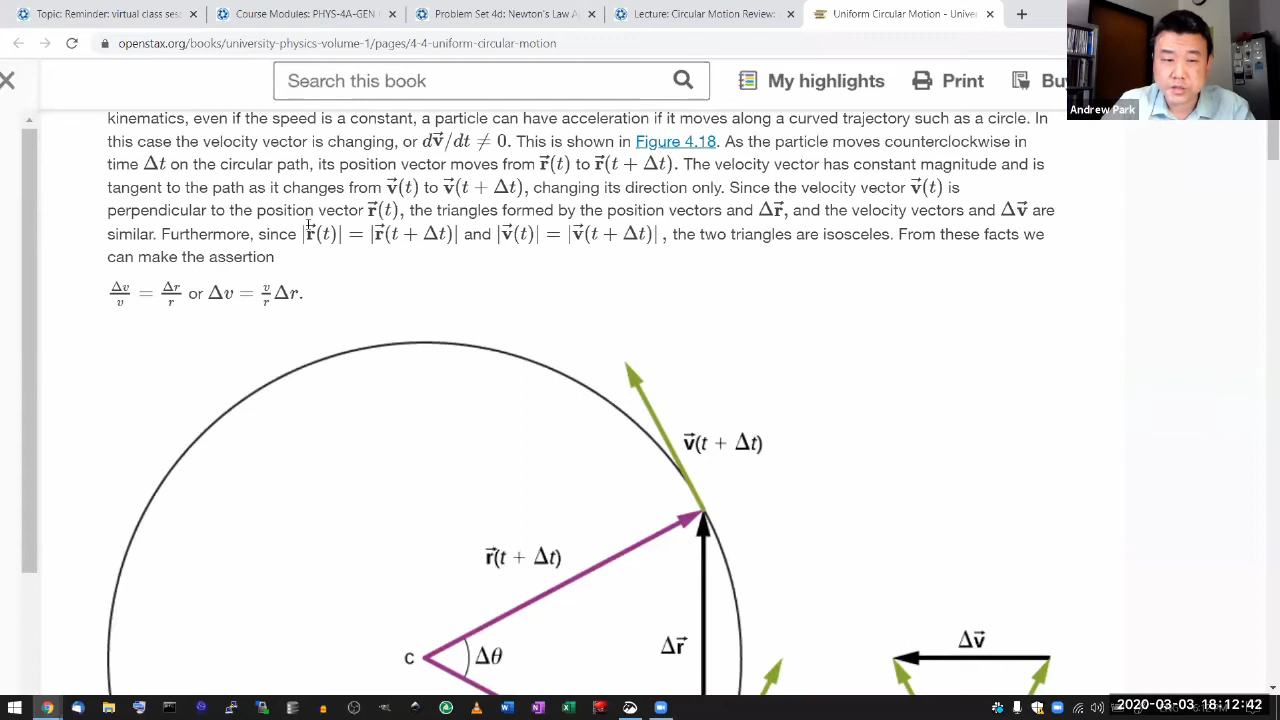 Reminder: virtual class ses
Course Modules: PHYS-4A-GEN
Problem Set 4d: Newton's Law A
Lecture: Circular Motion Review:
Uniform Circular Motion - Unive
openstax.org/books/university-physics-volume-1/pages/4-4-uniform-circular-motion
Search this book
My highlights
Print
Bu
Andrew Park
kinematics, even if the speed is a constant, a particle can have acceleration if it moves along a curved trajectory such as a circle. In
this case the velocity vector is changing, or dv⃗/dt ≠ 0. This is shown in Figure 4.18. As the particle moves counterclockwise in
time Δt on the circular path, its position vector moves from r⃗(t) to r⃗(t + Δt). The velocity vector has constant magnitude and is
tangent to the path as it changes from v⃗(t) to v⃗(t + Δt), changing its direction only. Since the velocity vector v⃗(t) is
perpendicular to the position vector r⃗(t), the triangles formed by the position vectors and Δr⃗, and the velocity vectors and Δv⃗ are
similar. Furthermore, since |r⃗(t)| = |r⃗(t + Δt)| and |v⃗(t)| = |v⃗(t + Δt)| , the two triangles are isosceles. From these facts we
can make the assertion
Δv/v = Δr/r or Δv = v/r Δr.
v⃗(t + Δt)
r⃗(t + Δt)
Δr⃗
Δv⃗
C
Δθ
2020-03-03 18:12:42